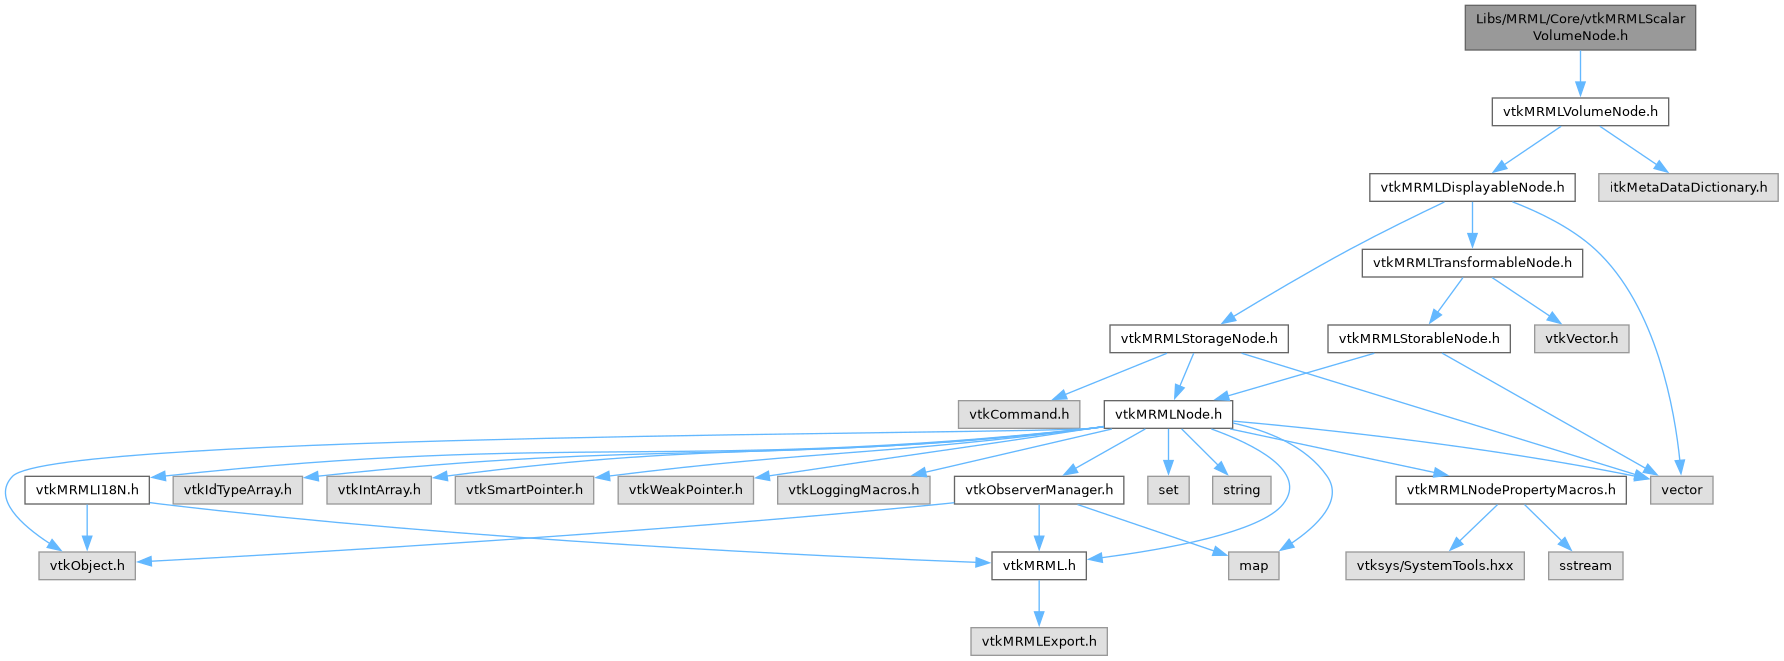 Libs/MRML/Core/vtkMRMLScalar
VolumeNode.h
vtkMRMLVolumeNode.h
vtkMRMLDisplayableNode.h
itkMetaDataDictionary.h
vtkMRMLTransformableNode.h
vtkMRMLStorageNode.h
vtkMRMLStorableNode.h
vtkVector.h
vtkCommand.h
vtkMRMLNode.h
vtkMRMLI18N.h
vtkIdTypeArray.h
vtkIntArray.h
vtkSmartPointer.h
vtkWeakPointer.h
vtkLoggingMacros.h
vtkObserverManager.h
set
string
vtkMRMLNodePropertyMacros.h
vector
vtkObject.h
vtkMRML.h
map
vtksys/SystemTools.hxx
sstream
vtkMRMLExport.h